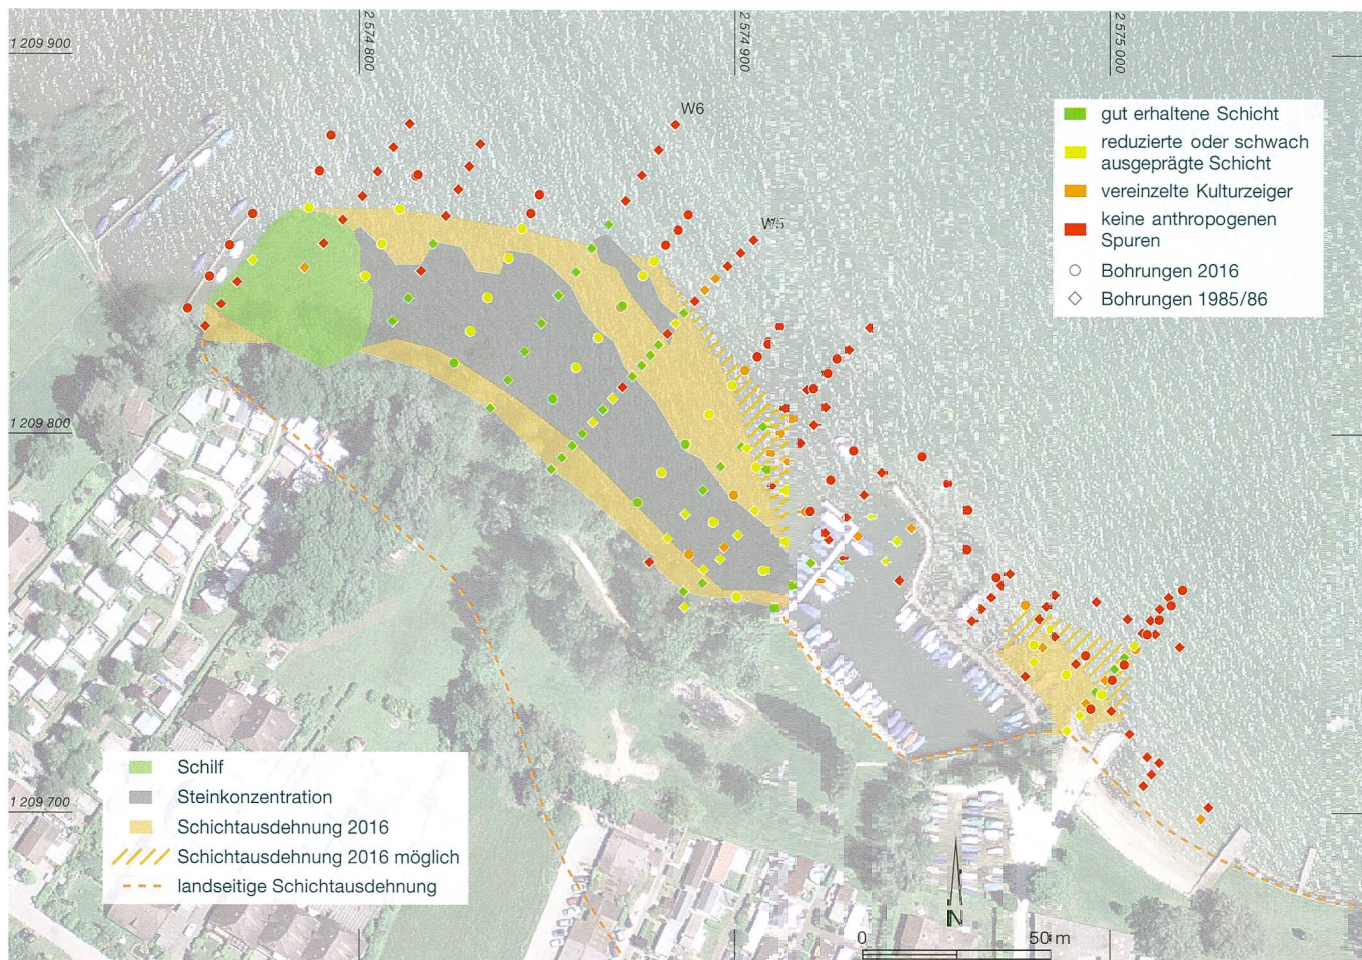 2 574 800
2 574 900
2 575 000
1 209 900
W6
W5
gut erhaltene Schicht
reduzierte oder schwach
ausgeprägte Schicht
vereinzelte Kulturzeiger
keine anthropogenen
Spuren
Bohrungen 2016
Bohrungen 1985/86
1 209 800
1 209 700
Schilf
Steinkonzentration
Schichtausdehnung 2016
Schichtausdehnung 2016 möglich
landseitige Schichtausdehnung
N
0
50 m